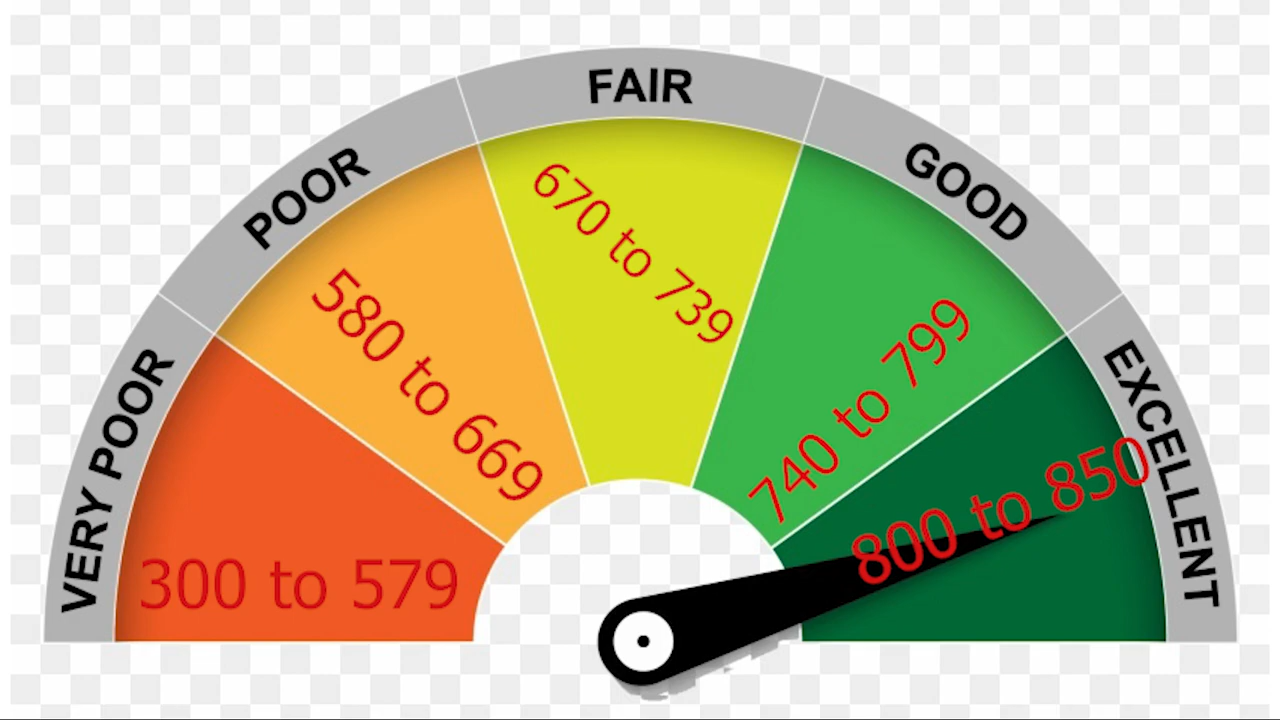 VERY POOR
300 to 579
POOR
580 to 669
FAIR
670 to 739
GOOD
740 to 799
EXCELLENT
800 to 850